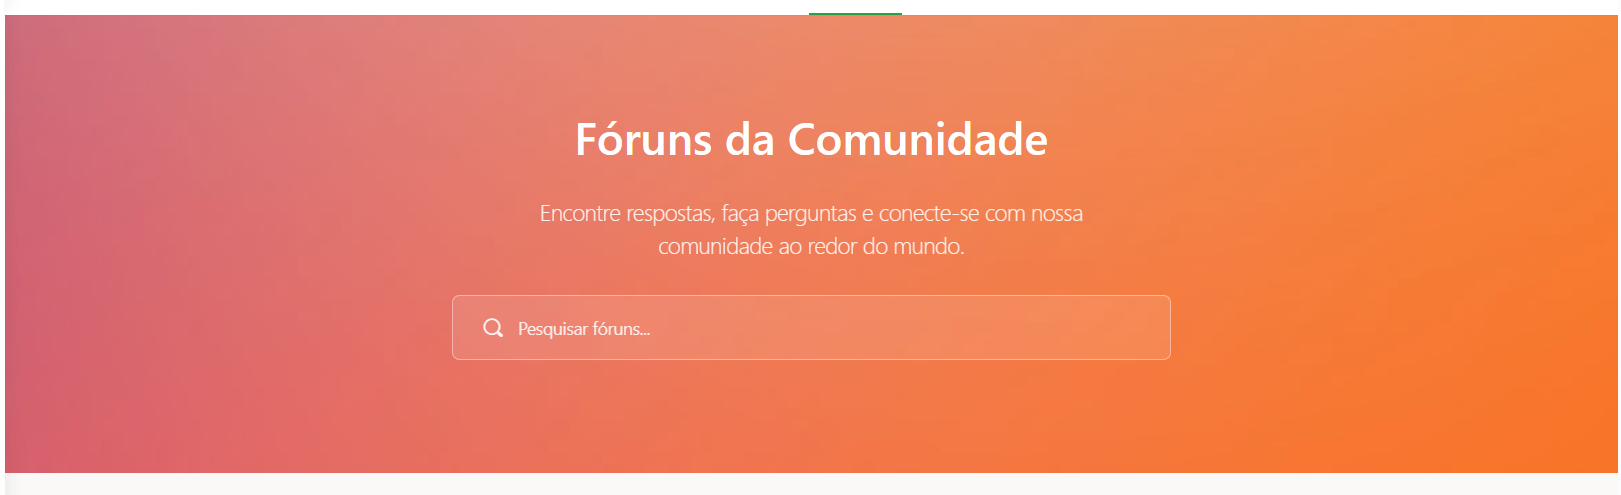 Fóruns da Comunidade
Encontre respostas, faça perguntas e conecte-se com nossa
comunidade ao redor do mundo.
Pesquisar fóruns...